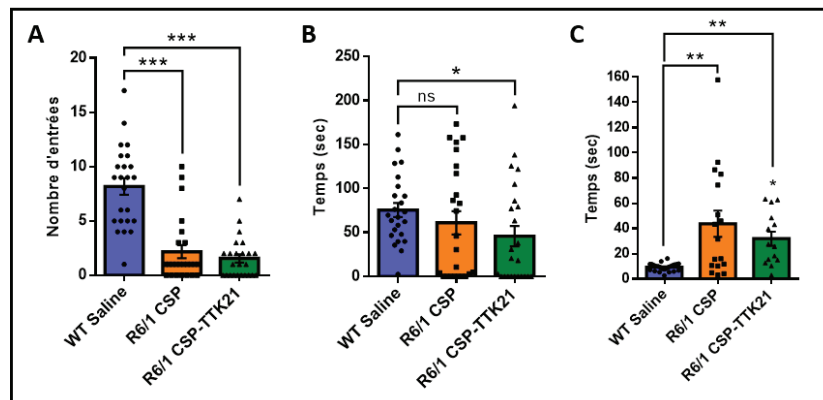 A
Nombre d'entrées
20
15
10
5
0
***
***
WT Saline
R6/1 CSP
R6/1 CSP-TTK21
B
Temps (sec)
250
200
150
100
50
0
*
ns
WT Saline
R6/1 CSP
R6/1 CSP-TTK21
C
Temps (sec)
160
140
120
100
80
60
40
20
0
**
**
*
WT Saline
R6/1 CSP
R6/1 CSP-TTK21